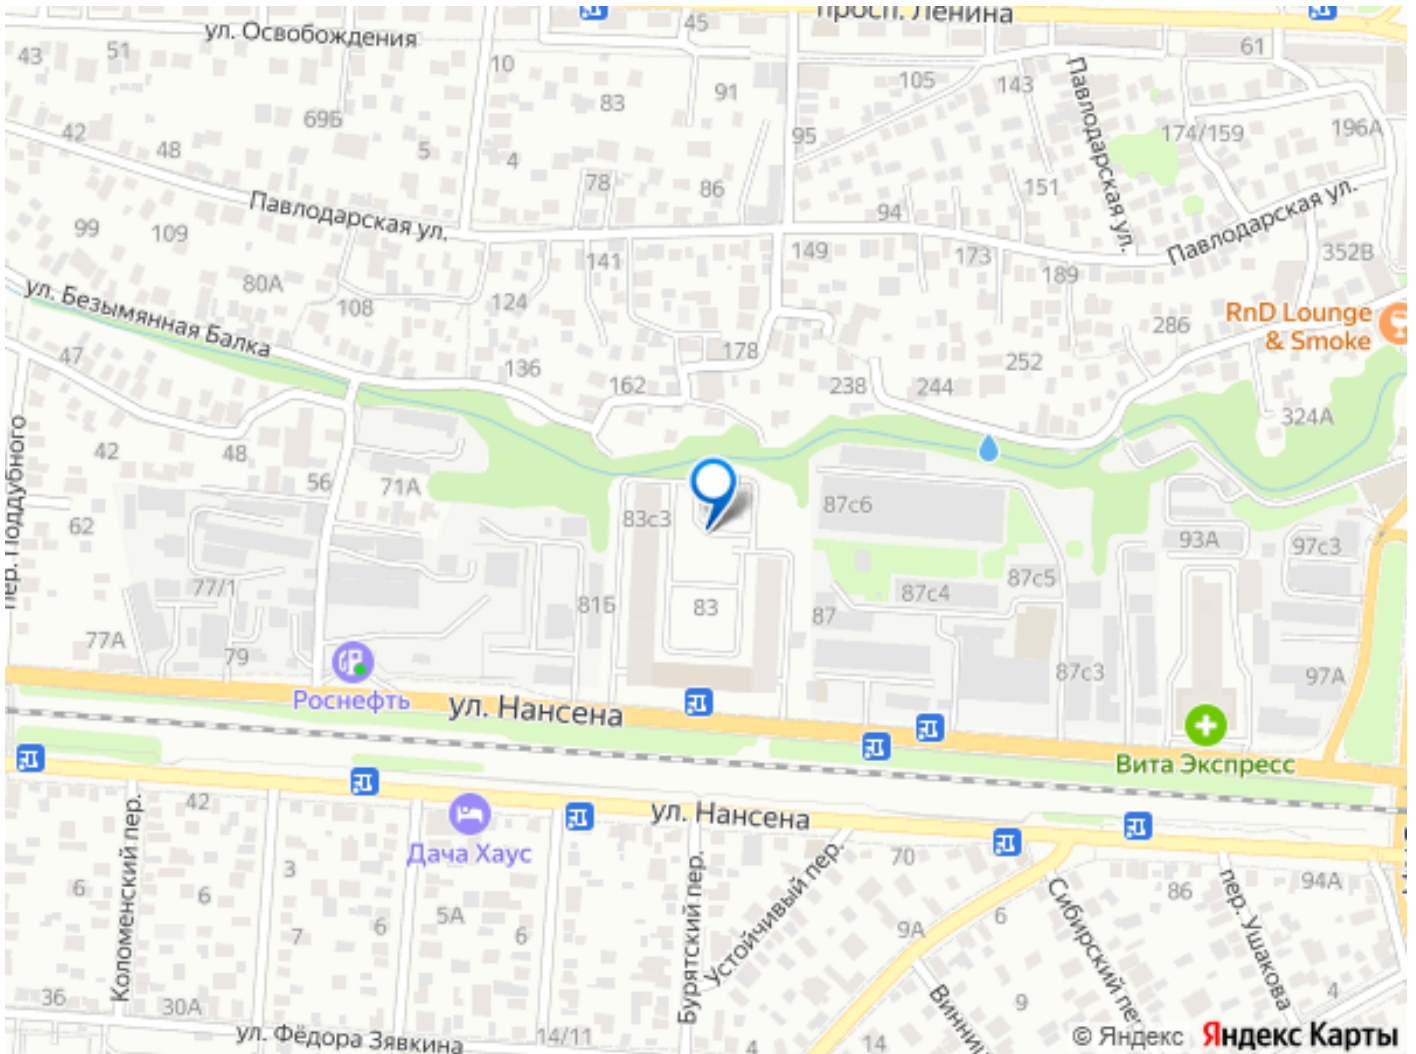 просп. Ленина
ул. Освобождения
45
61
43
51
10
105
143
83
91
69Б
Павлодарская ул.
174/159
196А
42
48
5
4
95
78
86
151
94
Павлодарская ул.
Павлодарская ул.
99
109
141
149
173
189
352В
80А
108
124
ул. Безымянная Балка
RnD Lounge
& Smoke
286
47
136
162
178
238
244
252
324А
42
48
56
71А
пер. Поддубного
62
83с3
87с6
93А
97с3
77/1
81Б
83
87
87с4
87с5
77А
79
87с3
97А
Роснефть
ул. Нансена
Вита Экспресс
42
ул. Нансена
Дача Хаус
Коломенский пер.
3
70
6
6
5А
7
6
6
Бурятский пер.
Устойчивый пер.
9А
6
Сибирский пер.
86
пер. Ушакова
94А
36
30А
ул. Фёдора Зявкина
14/11
4
14
Винни
9
4
© Яндекс Яндекс Карты